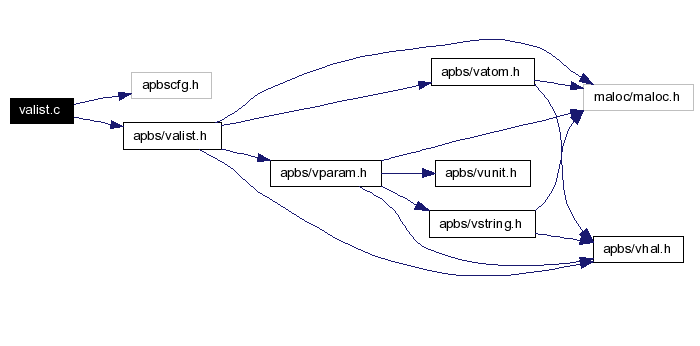 valist.c
apbscfg.h
apbs/valist.h
apbs/vatom.h
maloc/maloc.h
apbs/vparam.h
apbs/vunit.h
apbs/vstring.h
apbs/vhal.h